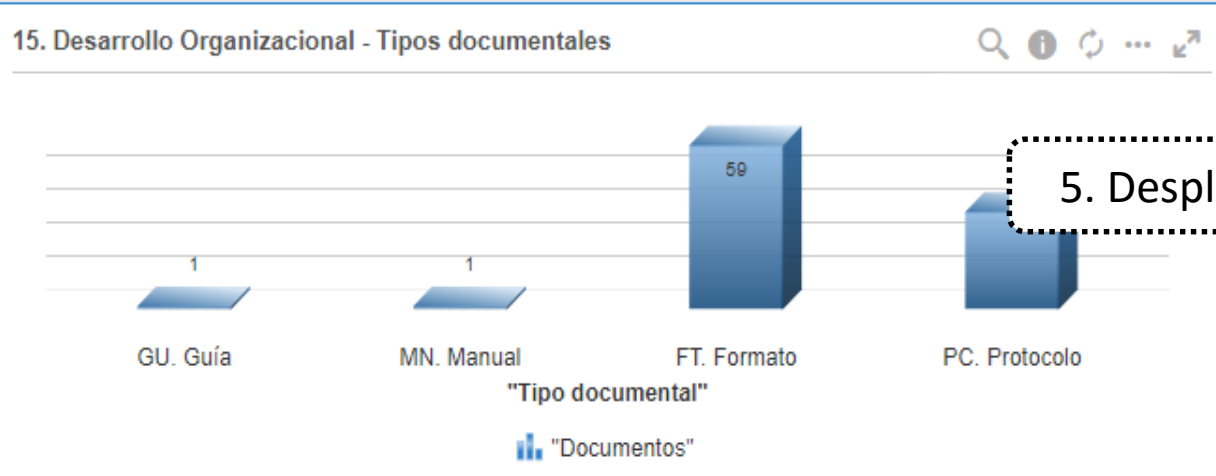 15. Desarrollo Organizacional - Tipos documentales
59
5. Despl
1
1
GU. Guía
MN. Manual
FT. Formato
PC. Protocolo
"Tipo documental"
"Documentos"